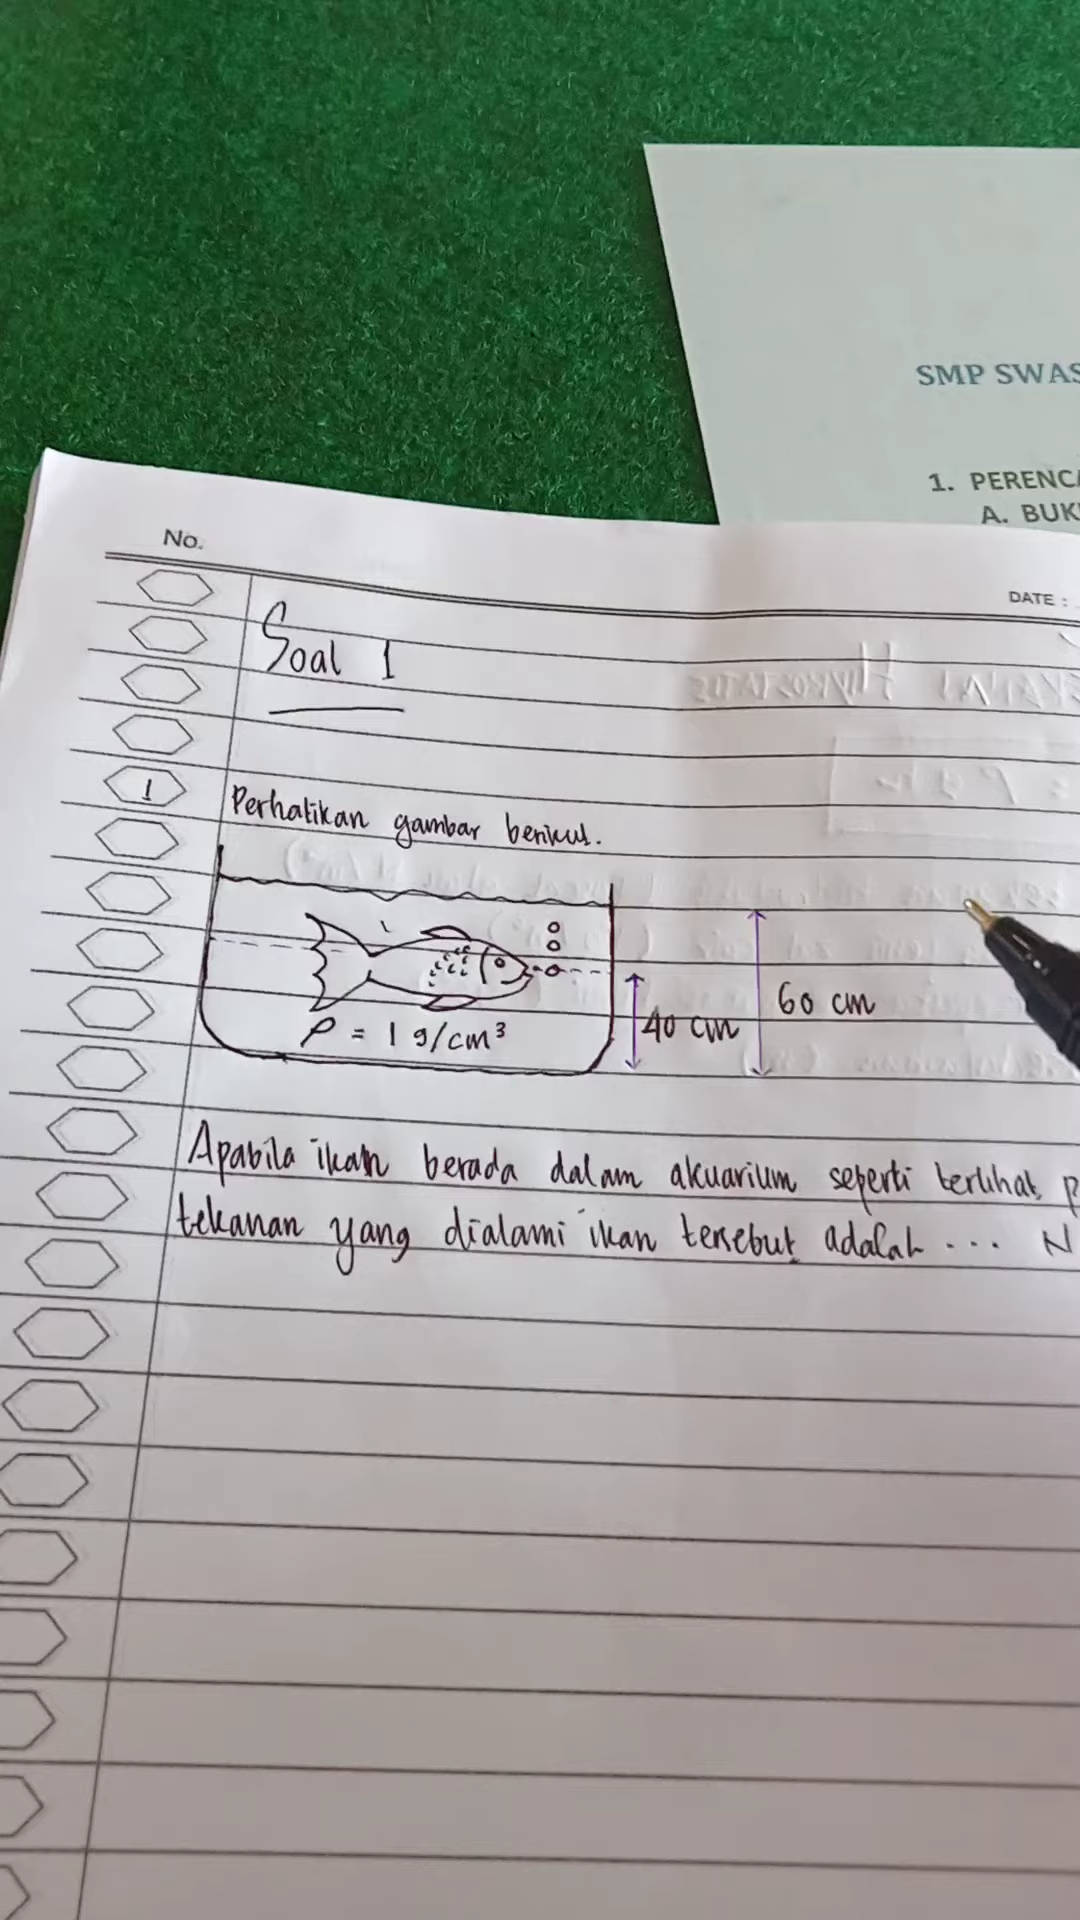 SMP SWAS
1. PERENCA
A. BUK
No.
DATE :
Soal 1
1 Perhatikan gambar berikut.
ρ = 1 g/cm³
40 cm
60 cm
Apabila ikan berada dalam akuarium seperti terlihat, p
tekanan yang dialami ikan tersebut adalah ... N